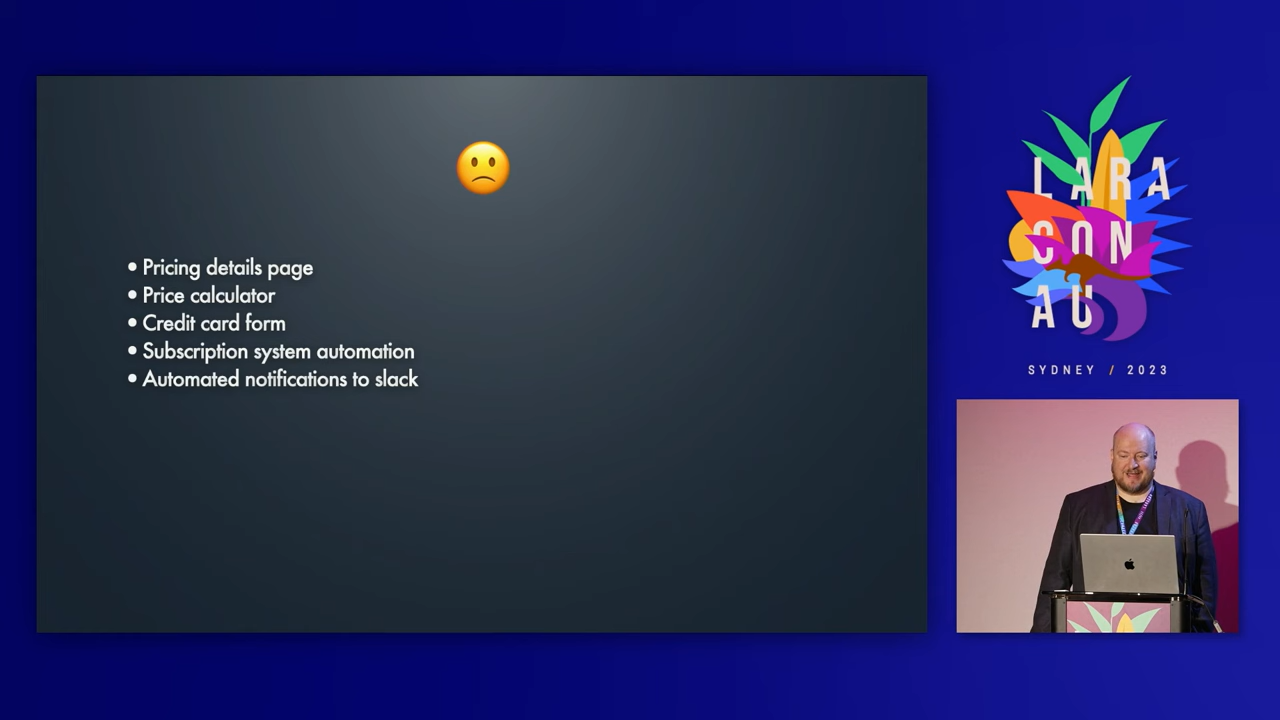 • Pricing details page
• Price calculator
• Credit card form
• Subscription system automation
• Automated notifications to slack
LARA
CON
AU
SYDNEY / 2023